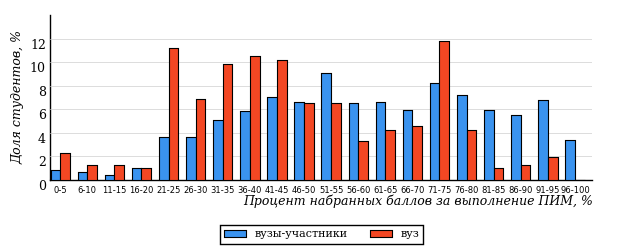 Доля студентов, %
12
10
8
6
4
2
0
0-5 6-10 11-15 16-20 21-25 26-30 31-35 36-40 41-45 46-50 51-55 56-60 61-65 66-70 71-75 76-80 81-85 86-90 91-95 96-100
Процент набранных баллов за выполнение ПИМ, %
вузы-участники вуз